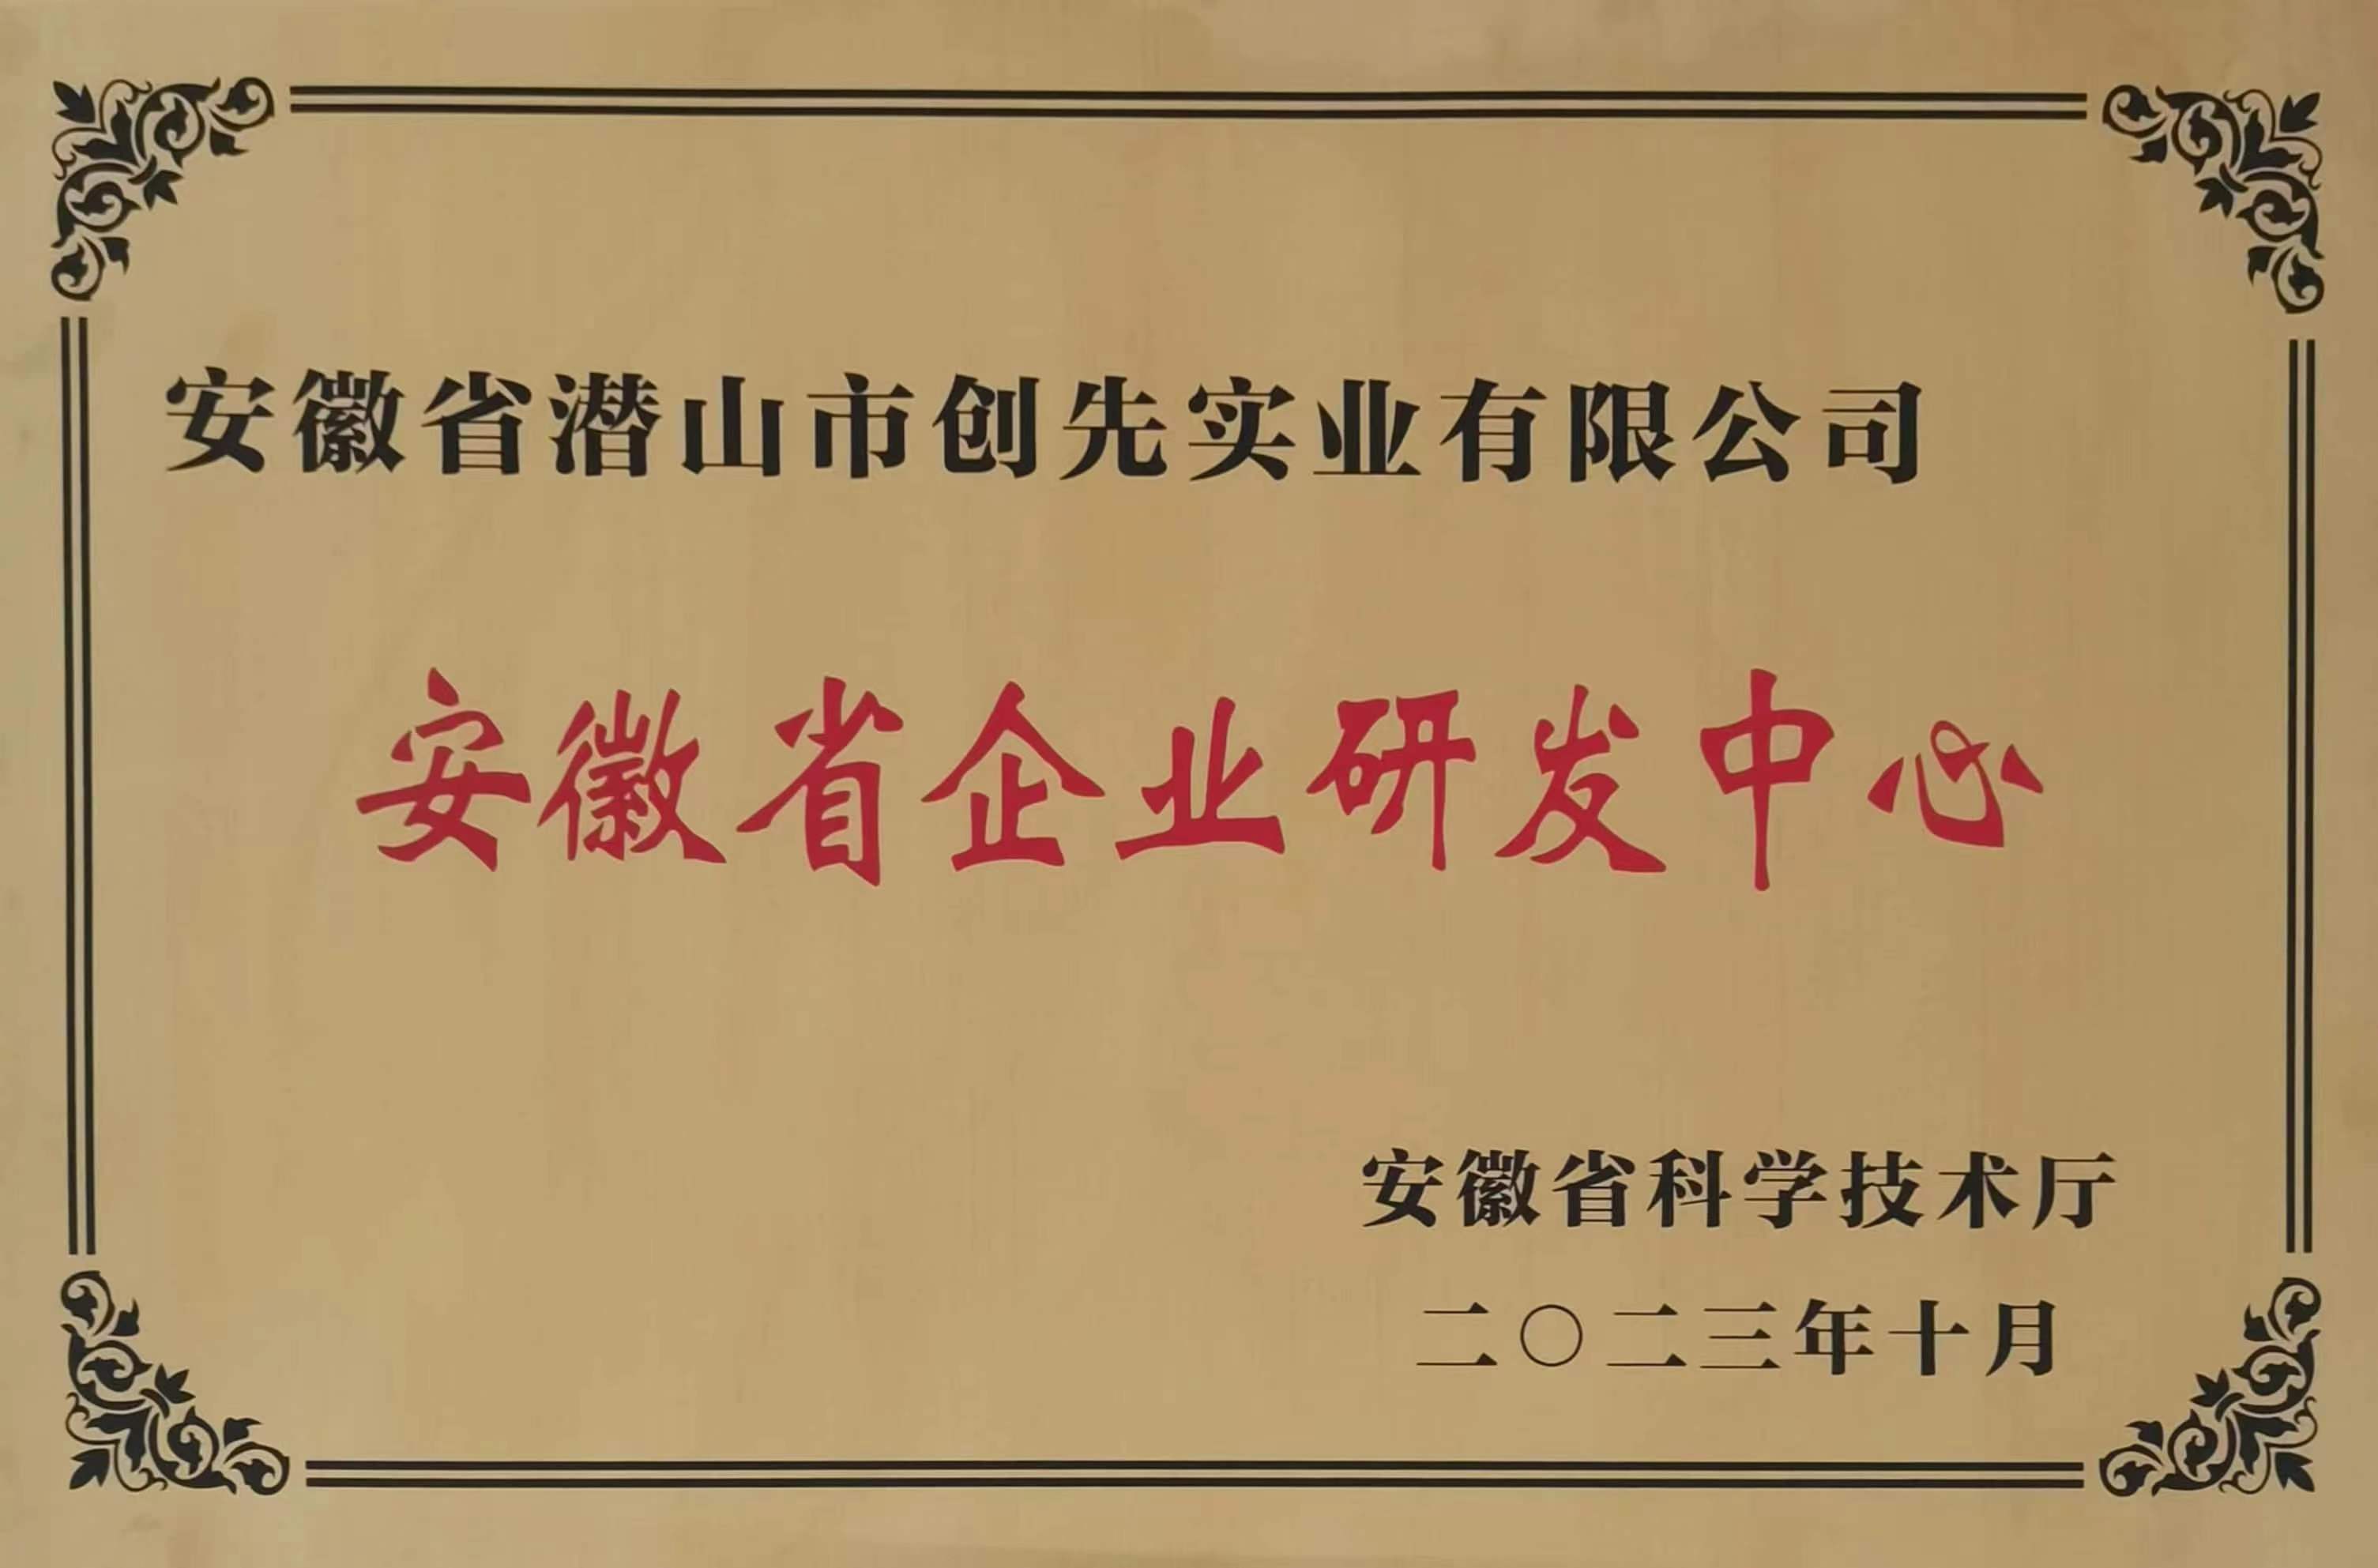 安徽省潜山市创先实业有限公司
安徽省企业研发中心
安徽省科学技术厅
二〇二三年十月